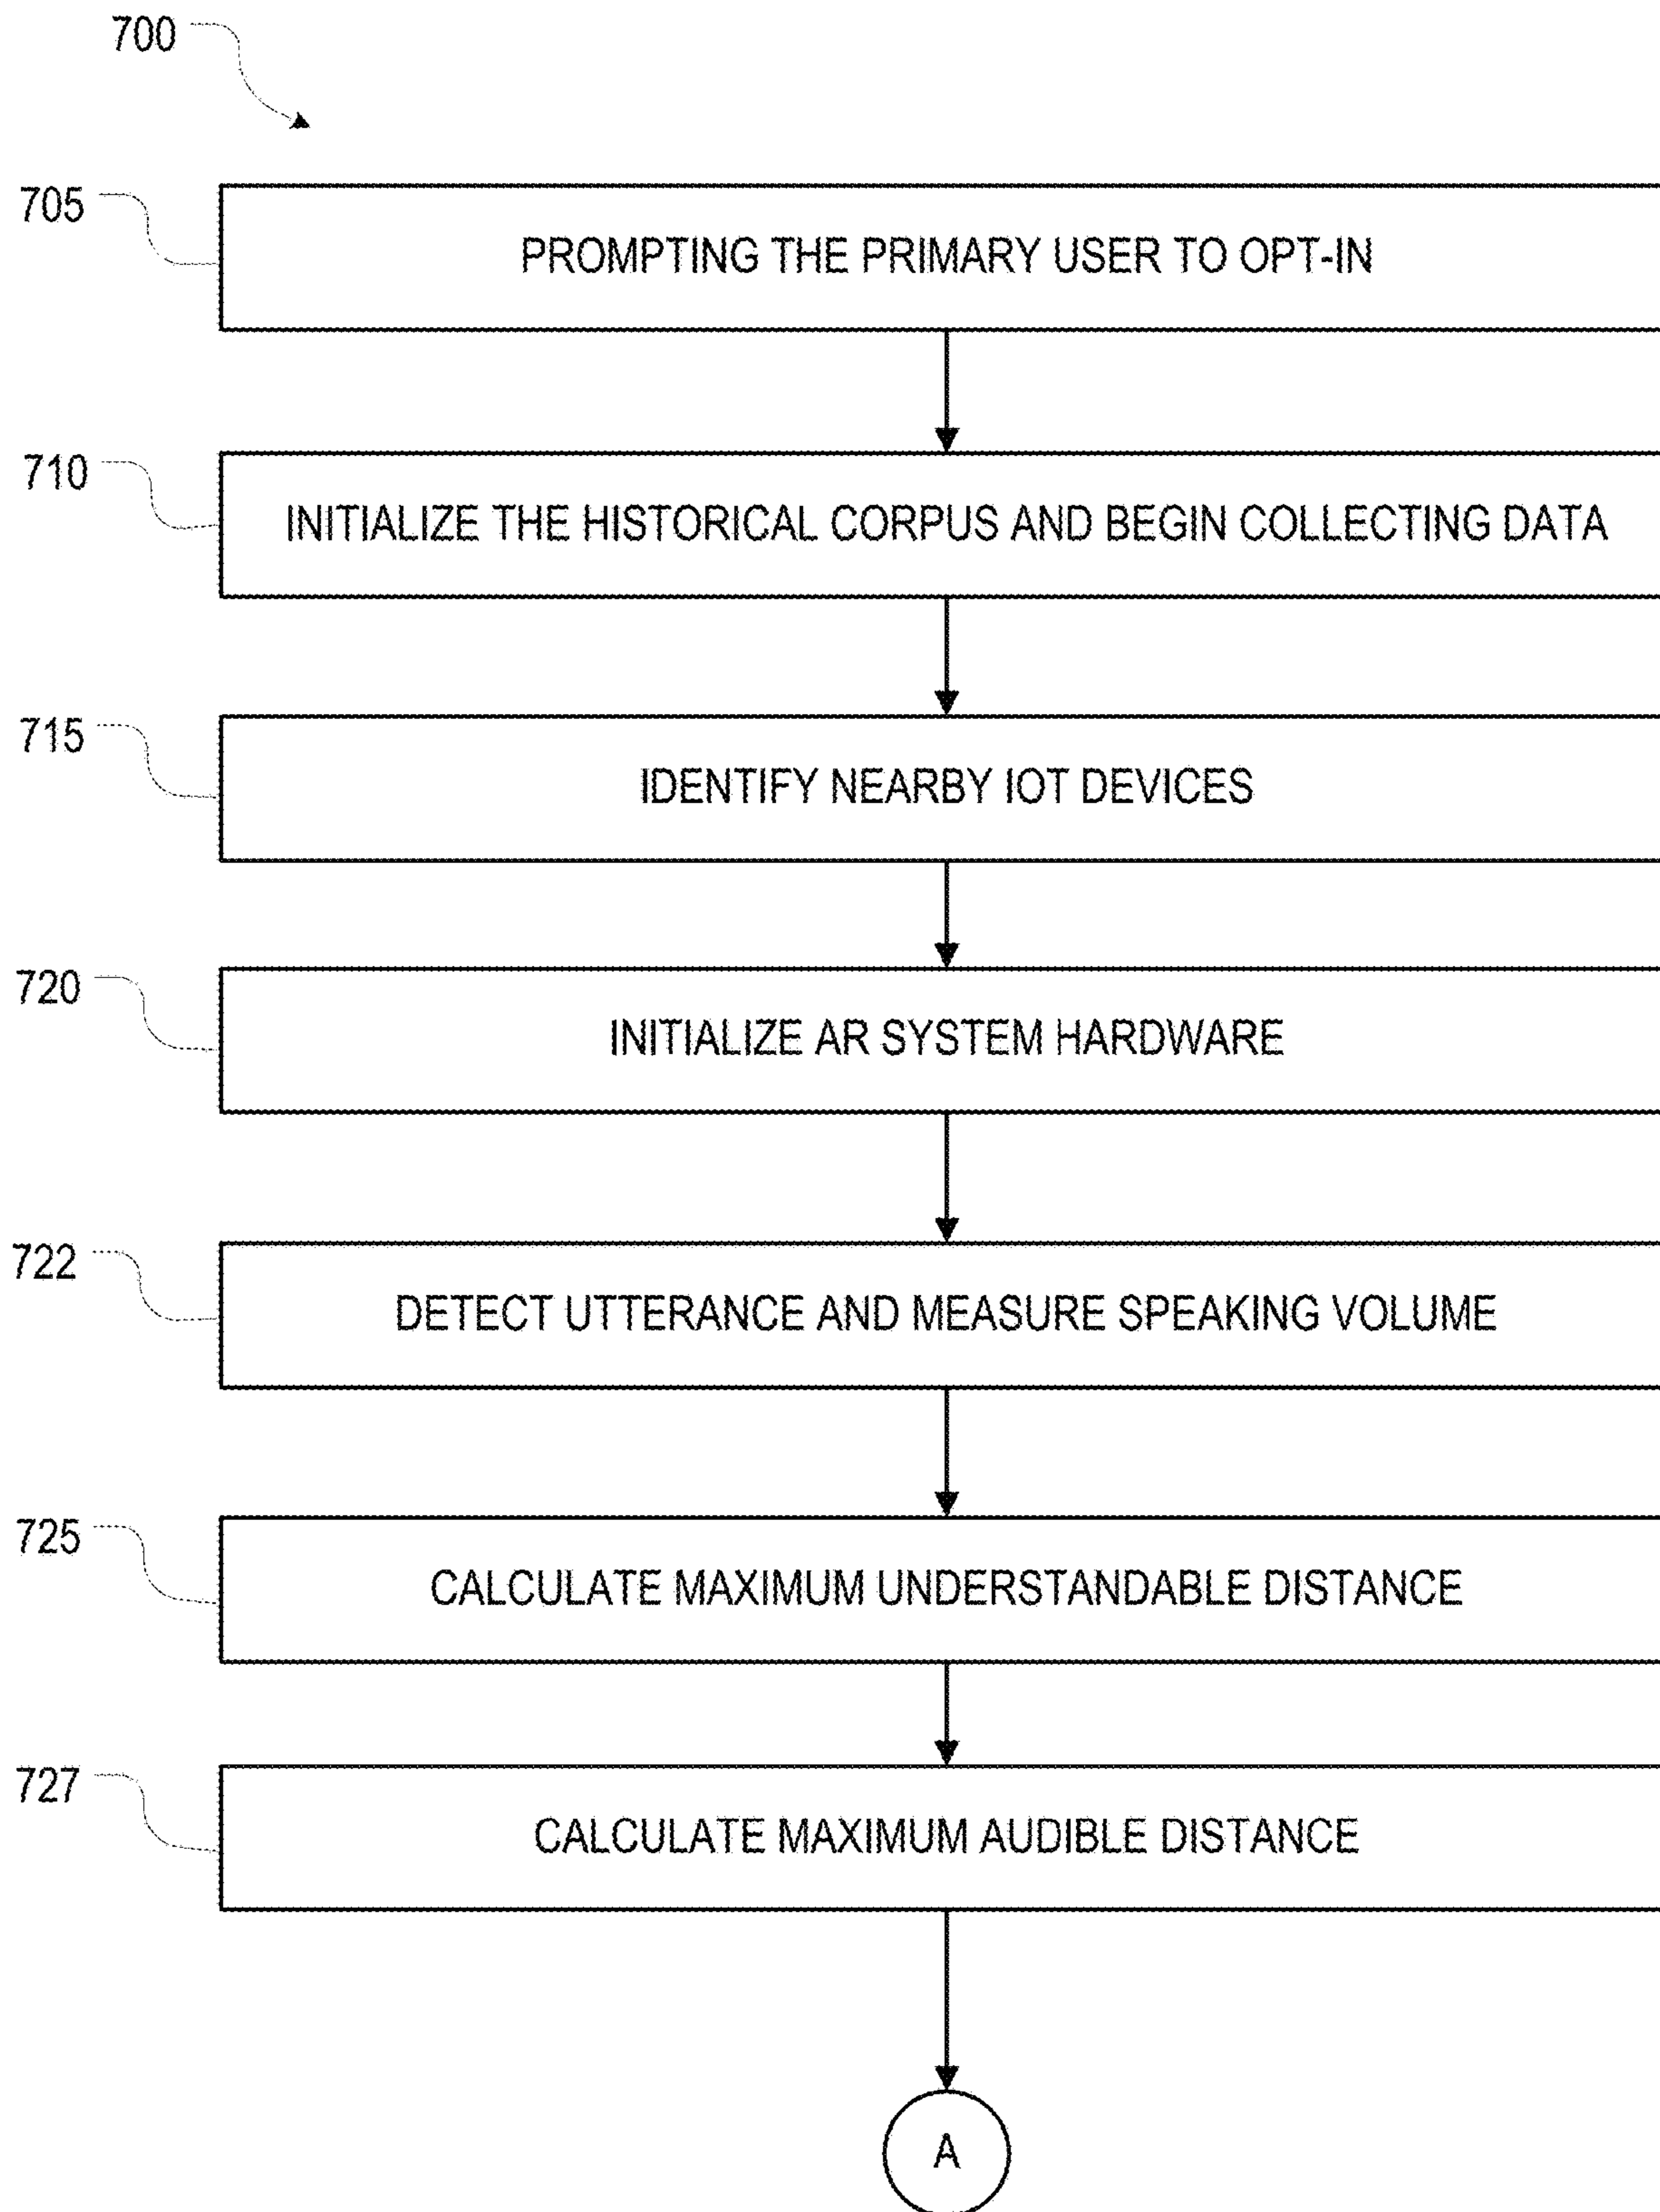 700
705
PROMPTING THE PRIMARY USER TO OPT-IN
710
INITIALIZE THE HISTORICAL CORPUS AND BEGIN COLLECTING DATA
715
IDENTIFY NEARBY IOT DEVICES
720
INITIALIZE AR SYSTEM HARDWARE
722
DETECT UTTERANCE AND MEASURE SPEAKING VOLUME
725
CALCULATE MAXIMUM UNDERSTANDABLE DISTANCE
727
CALCULATE MAXIMUM AUDIBLE DISTANCE
A